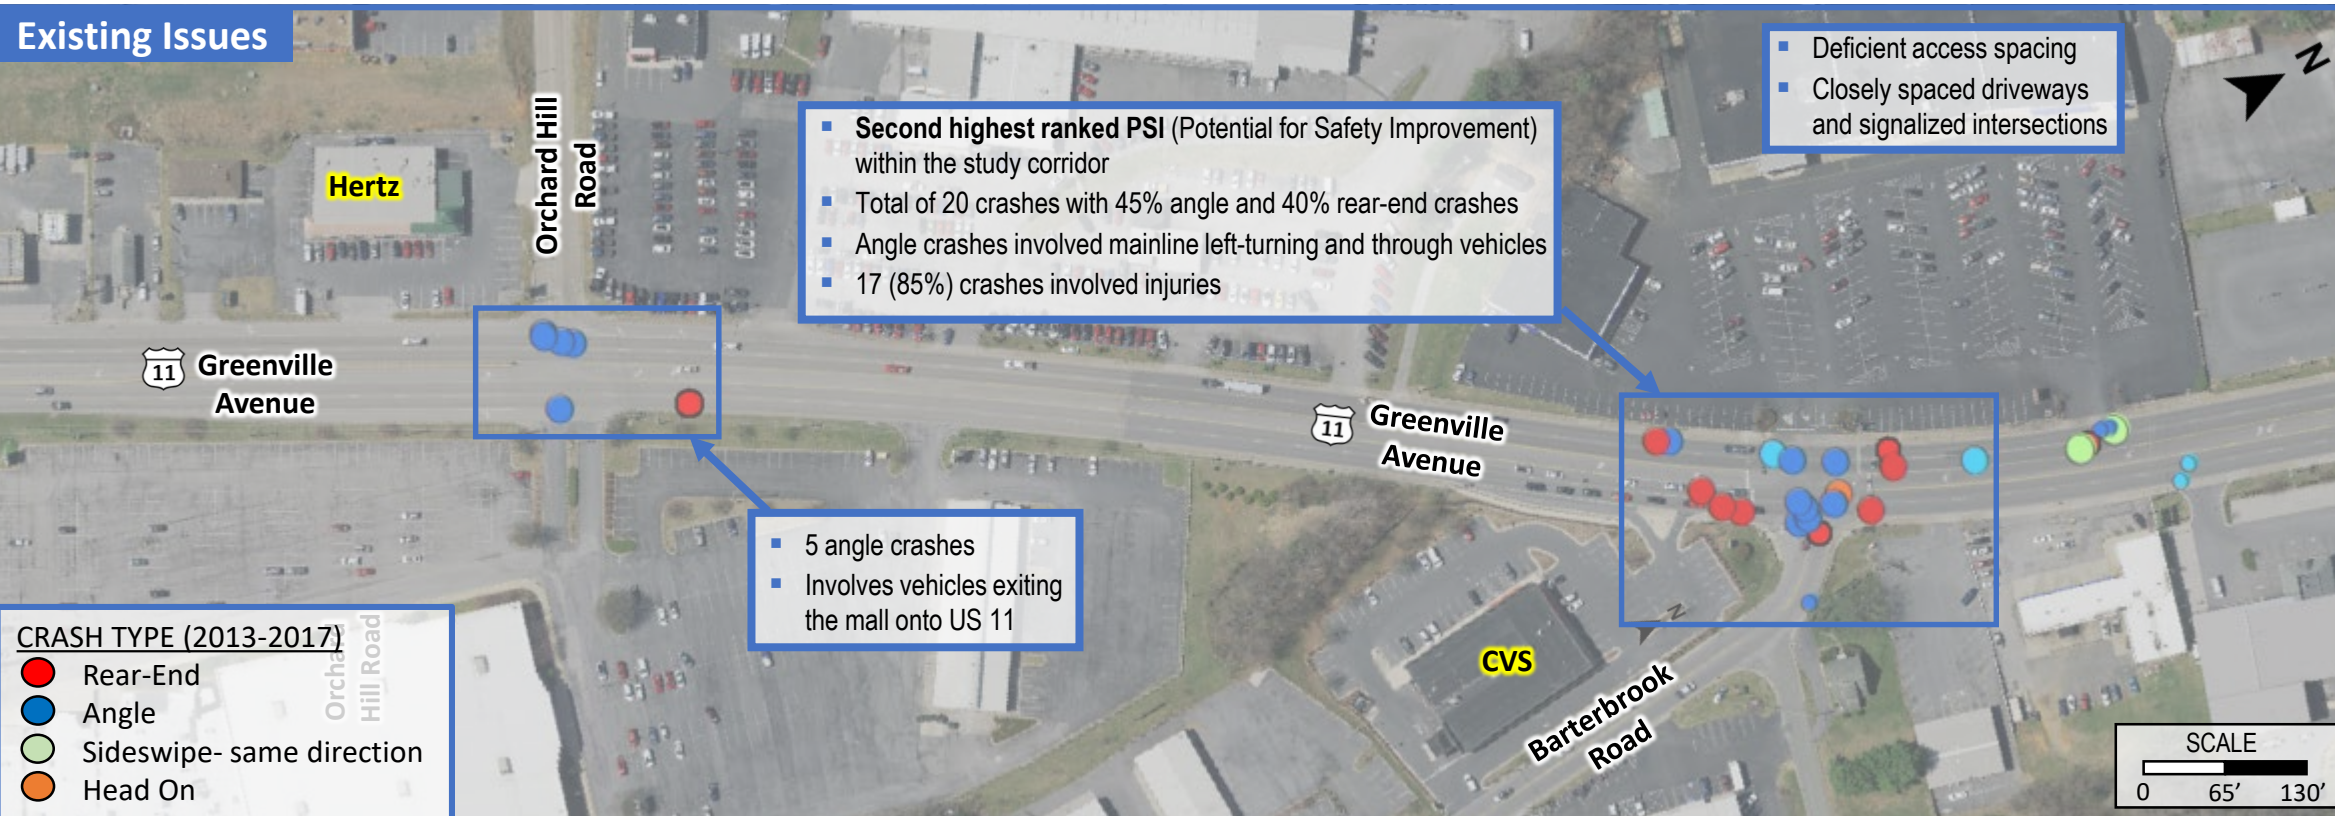 Existing Issues
Orchard Hill
Road
Hertz
Second highest ranked PSI (Potential for Safety Improvement)
within the study corridor
Total of 20 crashes with 45% angle and 40% rear-end crashes
Angle crashes involved mainline left-turning and through vehicles
17 (85%) crashes involved injuries
Deficient access spacing
Closely spaced driveways
and signalized intersections
N
11
Greenville
Avenue
11
Greenville
Avenue
5 angle crashes
Involves vehicles exiting
the mall onto US 11
CVS
N
Barterbrook
Road
CRASH TYPE (2013-2017)
Rear-End
Angle
Sideswipe- same direction
Head On
Orchard
Hill Road
SCALE
0 65' 130'